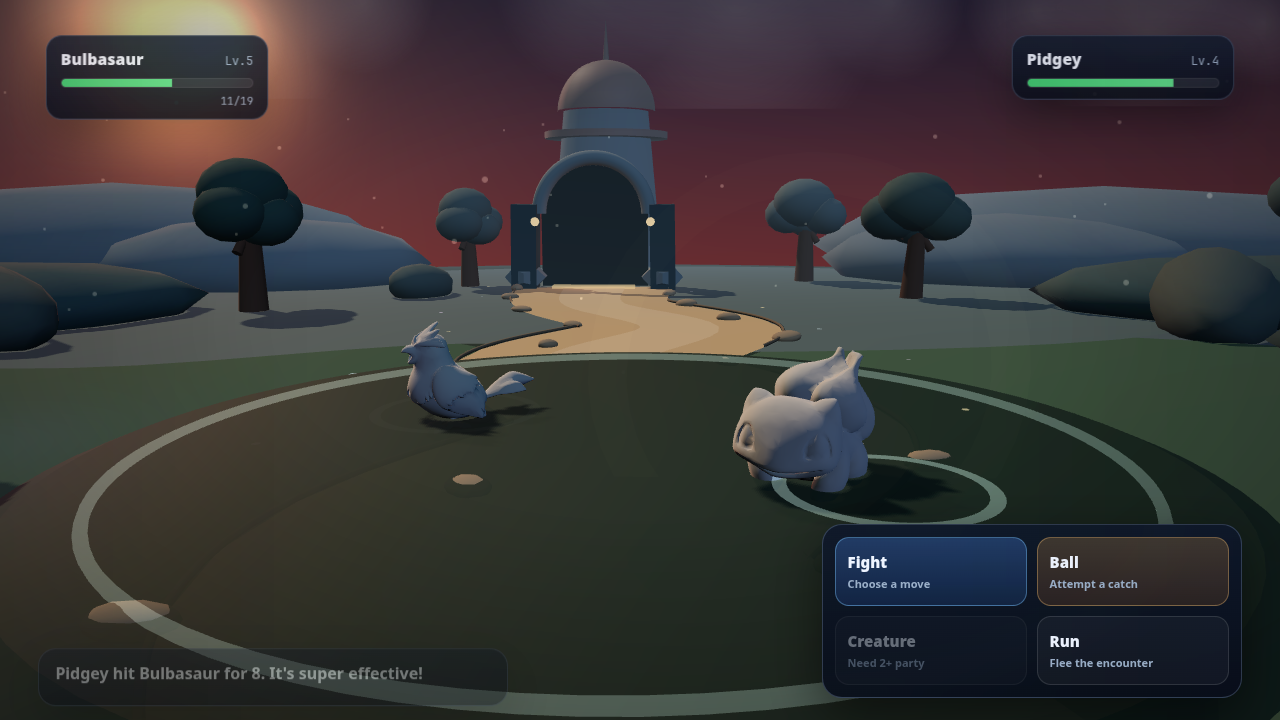 Bulbasaur Lv.5
11/19
Pidgey Lv.4
Fight
Choose a move
Ball
Attempt a catch
Creature
Need 2+ party
Run
Flee the encounter
Pidgey hit Bulbasaur for 8. It's super effective!